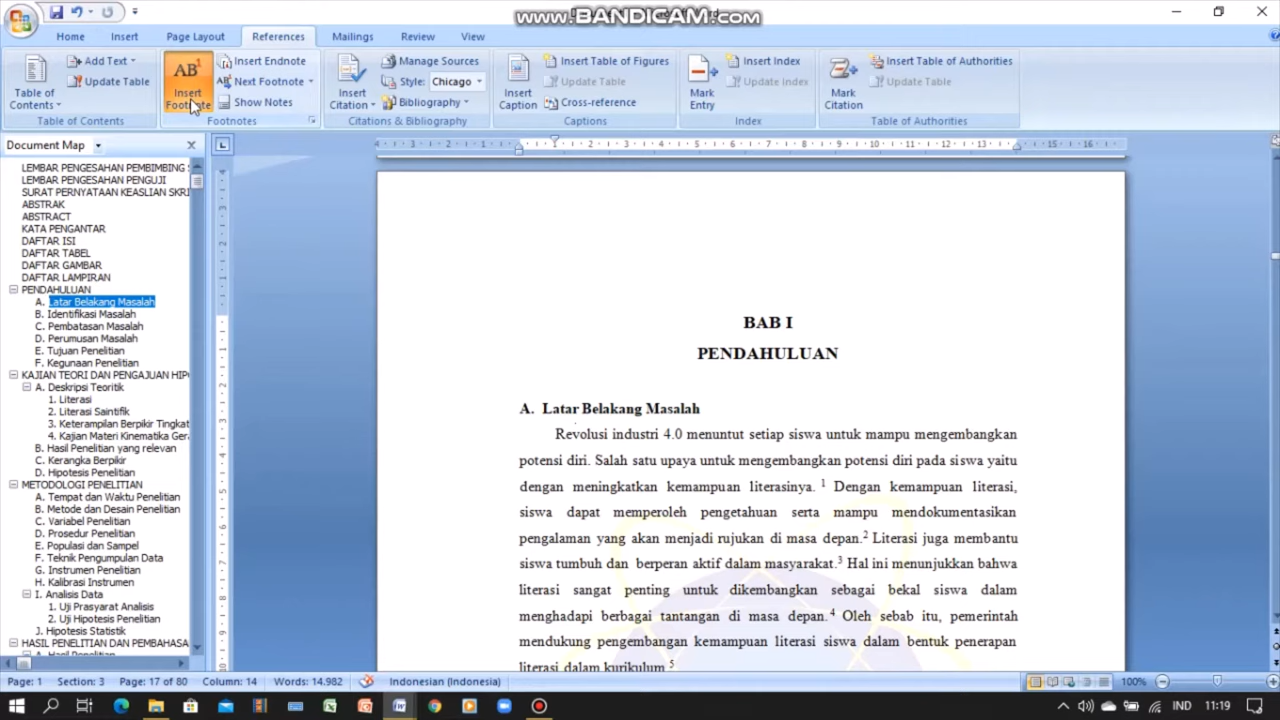 www.BANDICAM.com
Home Insert Page Layout References Mailings Review View
Table of Contents
Add Text
Update Table
Table of Contents
AB¹
Insert Footnote
Insert Endnote
Next Footnote
Show Notes
Footnotes
Insert Citation
Manage Sources
Style: Chicago
Bibliography
Citations & Bibliography
Insert Caption
Insert Table of Figures
Update Table
Cross-reference
Captions
Mark Entry
Insert Index
Update Index
Index
Mark Citation
Insert Table of Authorities
Update Table
Table of Authorities
Document Map
LEMBAR PENGESAHAN PEMBIMBING S
LEMBAR PENGESAHAN PENGUJI
SURAT PERNYATAAN KEASLIAN SKRI
ABSTRAK
ABSTRACT
KATA PENGANTAR
DAFTAR ISI
DAFTAR TABEL
DAFTAR GAMBAR
DAFTAR LAMPIRAN
PENDAHULUAN
A. Latar Belakang Masalah
B. Identifikasi Masalah
C. Pembatasan Masalah
D. Perumusan Masalah
E. Tujuan Penelitian
F. Kegunaan Penelitian
KAJIAN TEORI DAN PENGAJUAN HIP
A. Deskripsi Teoritik
1. Literasi
2. Literasi Saintifik
3. Keterampilan Berpikir Tingkat
4. Kajian Materi Kinematika Gera
B. Hasil Penelitian yang relevan
C. Kerangka Berpikir
D. Hipotesis Penelitian
METODOLOGI PENELITIAN
A. Tempat dan Waktu Penelitian
B. Metode dan Desain Penelitian
C. Variabel Penelitian
D. Prosedur Penelitian
E. Populasi dan Sampel
F. Teknik Pengumpulan Data
G. Instrumen Penelitian
H. Kalibrasi Instrumen
I. Analisis Data
1. Uji Prasyarat Analisis
2. Uji Hipotesis Penelitian
J. Hipotesis Statistik
HASIL PENELITIAN DAN PEMBAHASA
BAB I
PENDAHULUAN
A. Latar Belakang Masalah
Revolusi industri 4.0 menuntut setiap siswa untuk mampu mengembangkan
potensi diri. Salah satu upaya untuk mengembangkan potensi diri pada siswa yaitu
dengan meningkatkan kemampuan literasinya. ¹ Dengan kemampuan literasi,
siswa dapat memperoleh pengetahuan serta mampu mendokumentasikan
pengalaman yang akan menjadi rujukan di masa depan.² Literasi juga membantu
siswa tumbuh dan berperan aktif dalam masyarakat.³ Hal ini menunjukkan bahwa
literasi sangat penting untuk dikembangkan sebagai bekal siswa dalam
menghadapi berbagai tantangan di masa depan.⁴ Oleh sebab itu, pemerintah
mendukung pengembangan kemampuan literasi siswa dalam bentuk penerapan
literasi dalam kurikulum.⁵
Page: 1 Section: 3 Page: 17 of 80 Column: 14 Words: 14.982 Indonesian (Indonesia) 100%
IND 11:19